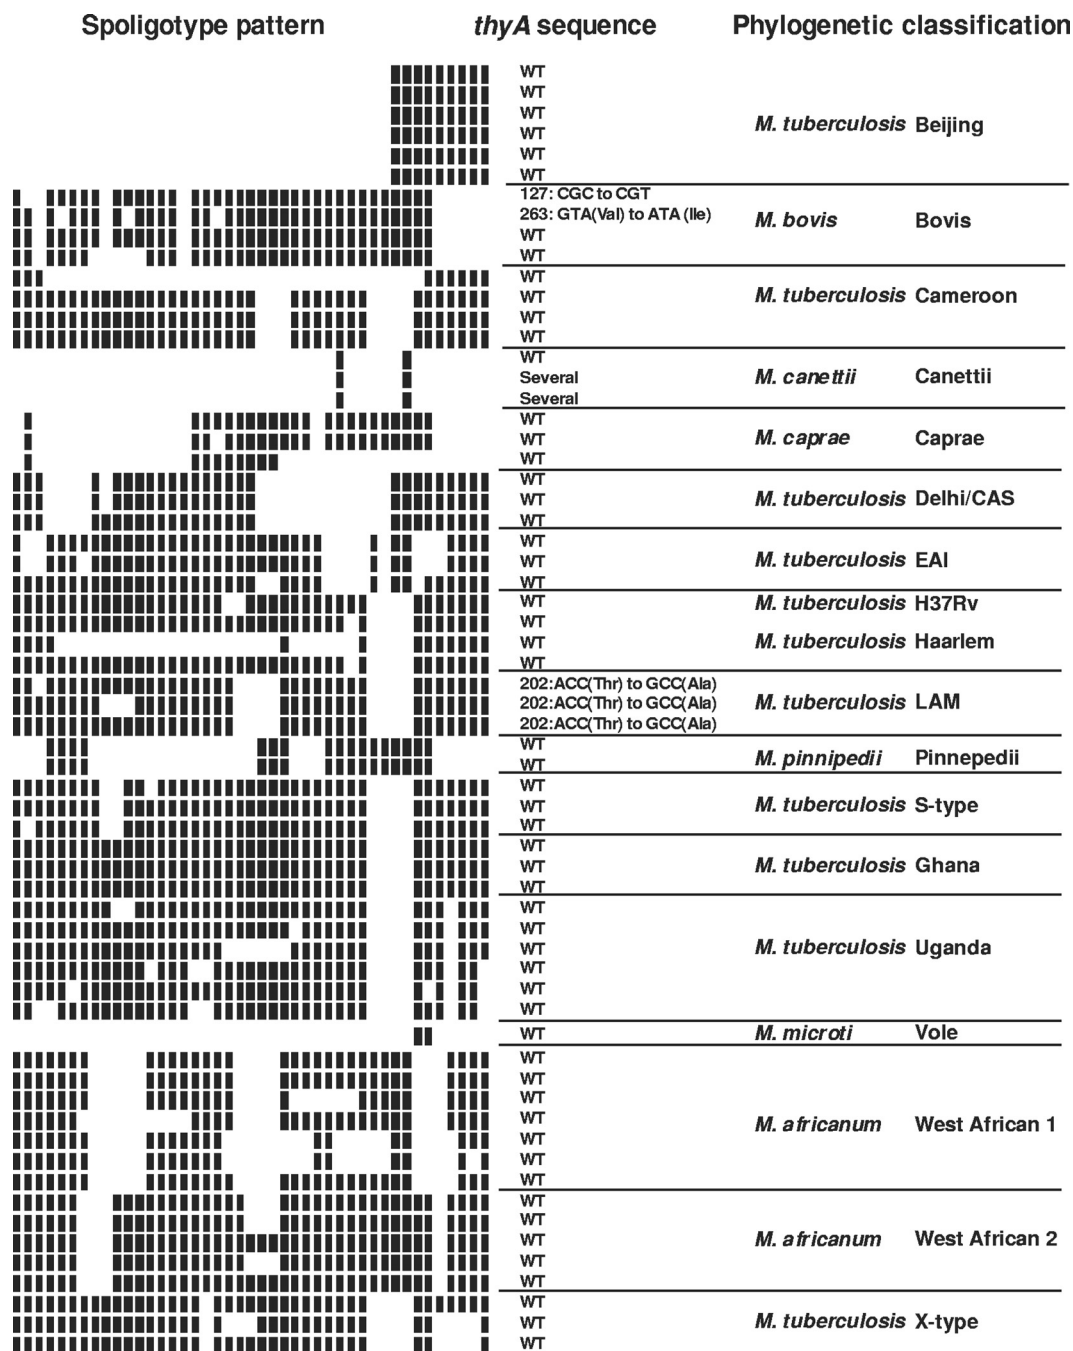 Spoligotype pattern thyA sequence Phylogenetic classification
WT
WT
WT
M. tuberculosis Beijing
WT
WT
WT
127: CGC to CGT
263: GTA(Val) to ATA (Ile)
M. bovis Bovis
WT
WT
WT
WT M. tuberculosis Cameroon
WT
WT
WT
Several M. canettii Canettii
Several
WT
WT M. caprae Caprae
WT
WT
WT M. tuberculosis Delhi/CAS
WT
WT
WT M. tuberculosis EAI
WT
WT M. tuberculosis H37Rv
WT
WT M. tuberculosis Haarlem
WT
202:ACC(Thr) to GCC(Ala)
202:ACC(Thr) to GCC(Ala) M. tuberculosis LAM
202:ACC(Thr) to GCC(Ala)
WT
WT M. pinnipedii Pinnepedii
WT
WT M. tuberculosis S-type
WT
WT
WT M. tuberculosis Ghana
WT
WT
WT
WT M. tuberculosis Uganda
WT
WT
WT
WT M. microti Vole
WT
WT
WT
WT M. africanum West African 1
WT
WT
WT
WT
WT
WT M. africanum West African 2
WT
WT
WT
WT M. tuberculosis X-type
WT